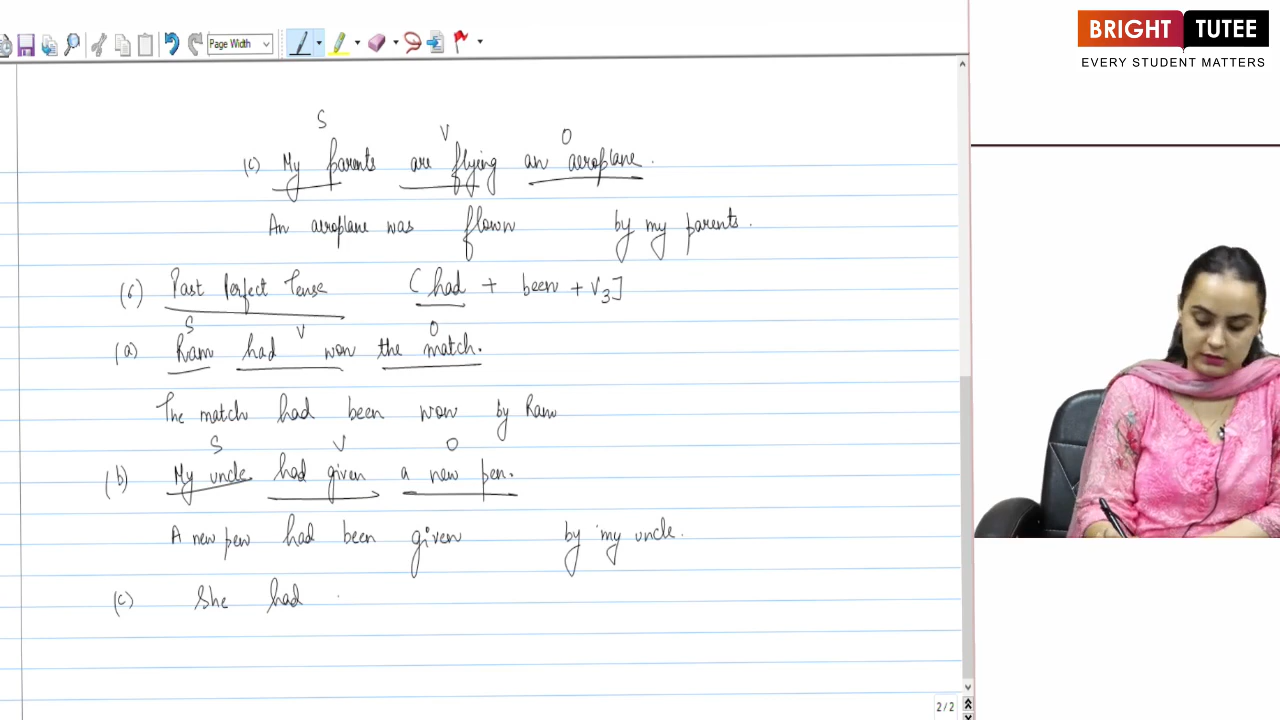 Page Width
BRIGHT TUTEE
EVERY STUDENT MATTERS
S V O
(c) My parents are flying an aeroplane.
An aeroplane was flown by my parents.
(6) Past Perfect Tense [had + been + V3]
S V O
(a) Ram had won the match.
The match had been won by Ram
S V O
(b) My uncle had given a new pen.
A new pen had been given by my uncle.
(c) She had
2/2